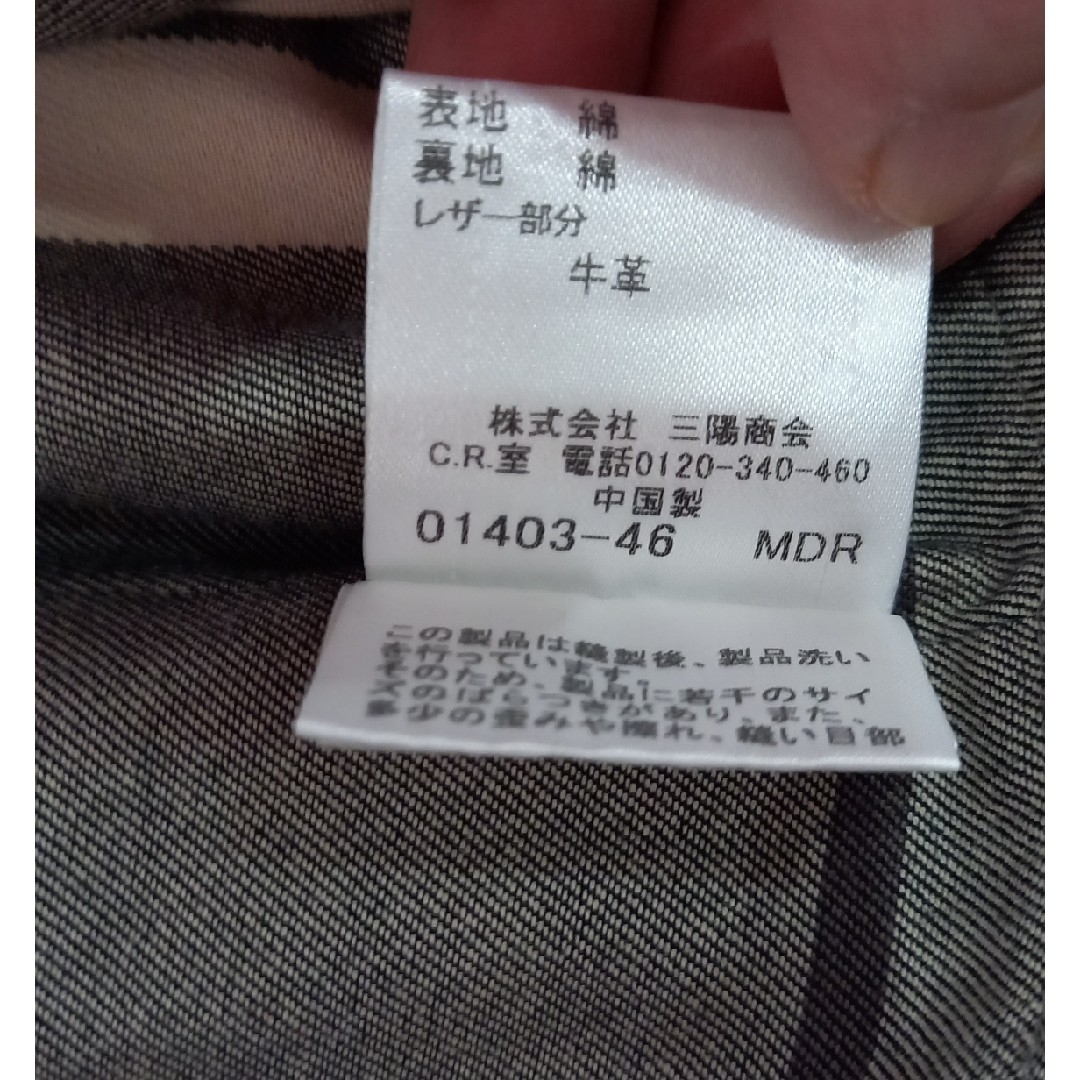 表地 綿
裏地 綿
レザー部分
牛革
株式会社 三陽商会
C.R.室 電話0120-340-460
中国製
01403-46 MDR
この製品は縫製後、製品洗い
を行っています。
そのため、製品に若干のサイ
ズのばらつきがあり、また、
多少の歪みや擦れ、縫い目部